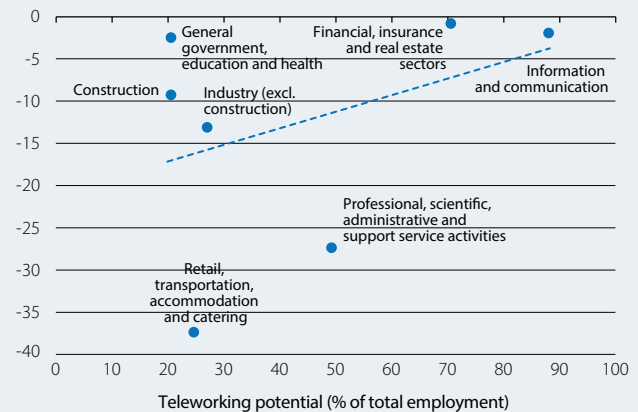 0
-5
-10
-15
-20
-25
-30
-35
-40
General
government,
education and health
Financial, insurance
and real estate
sectors
Information
and communication
Construction
Industry (excl.
construction)
Professional, scientific,
administrative and
support service activities
Retail,
transportation,
accommodation
and catering
0 10 20 30 40 50 60 70 80 90 100
Teleworking potential (% of total employment)